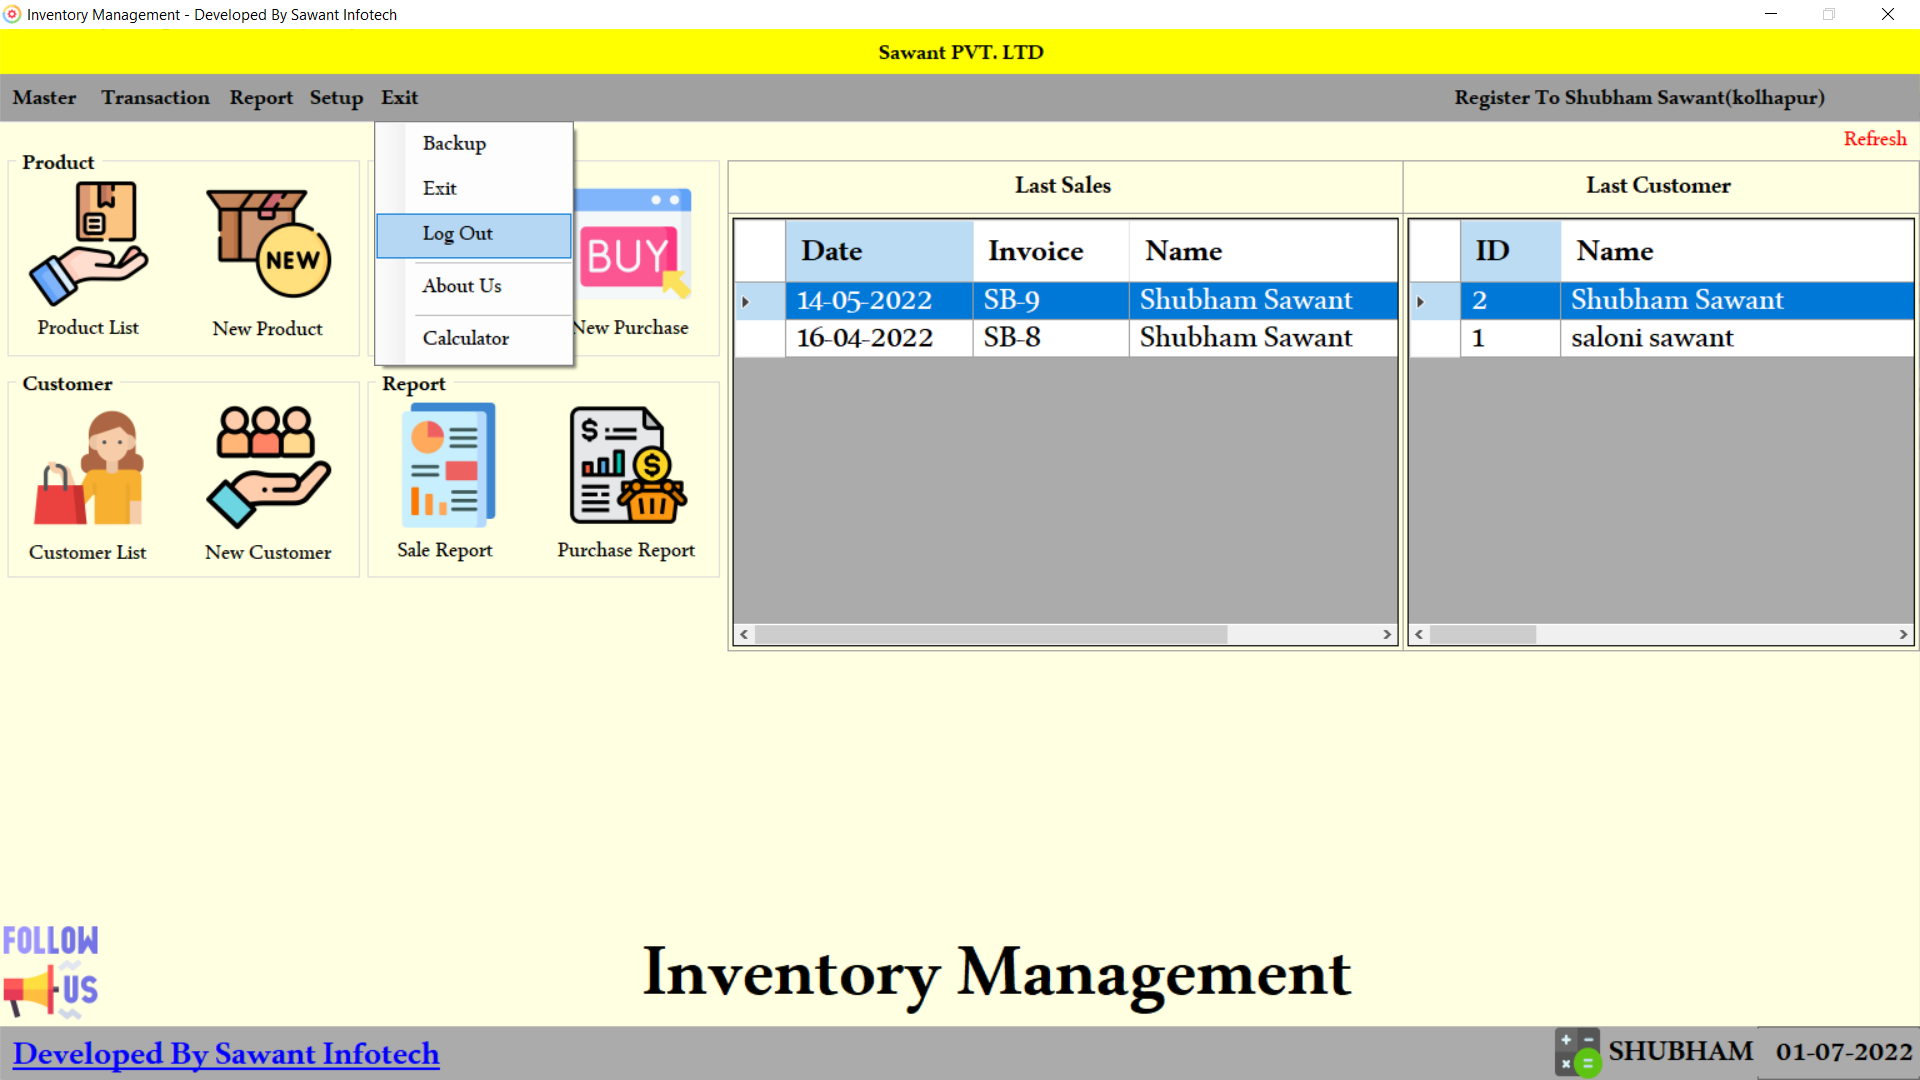 Inventory Management - Developed By Sawant Infotech
Sawant PVT. LTD
Master Transaction Report Setup Exit Register To Shubham Sawant(kolhapur)
Refresh
Backup
Exit
Log Out
About Us
Calculator
Product
NEW
Product List New Product
BUY
New Purchase
Customer
Customer List New Customer
Report
Sale Report Purchase Report
Last Sales
Date Invoice Name
14-05-2022 SB-9 Shubham Sawant
16-04-2022 SB-8 Shubham Sawant
Last Customer
ID Name
2 Shubham Sawant
1 saloni sawant
FOLLOW
US
Inventory Management
Developed By Sawant Infotech
SHUBHAM 01-07-2022